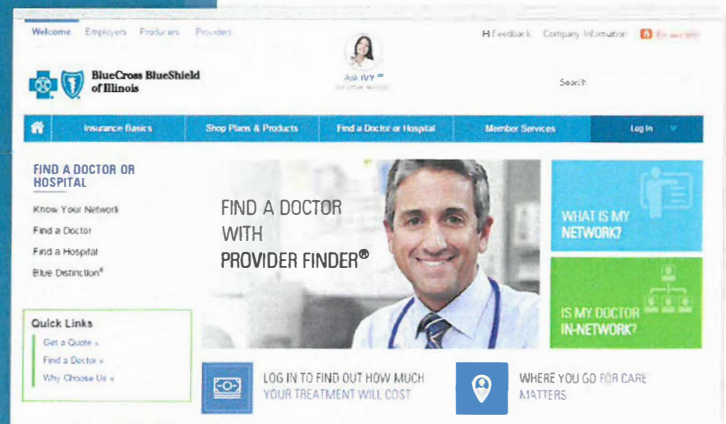 Welcome Employers Producers Providers
Feedback Company Information
Ask IVY
Search
BlueCross BlueShield
of Illinois
Insurance Basics Shop Plans & Products Find a Doctor or Hospital Member Services Log In
FIND A DOCTOR OR
HOSPITAL
Know Your Network
Find a Doctor
Find a Hospital
Blue Distinction®
Quick Links
Get a Quote »
Find a Doctor »
Why Choose Us »
FIND A DOCTOR
WITH
PROVIDER FINDER®
WHAT IS MY
NETWORK?
IS MY DOCTOR
IN-NETWORK?
LOG IN TO FIND OUT HOW MUCH
YOUR TREATMENT WILL COST
WHERE YOU GO FOR CARE
MATTERS